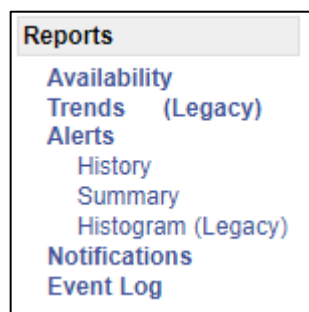 Reports
Availability
Trends (Legacy)
Alerts
History
Summary
Histogram (Legacy)
Notifications
Event Log